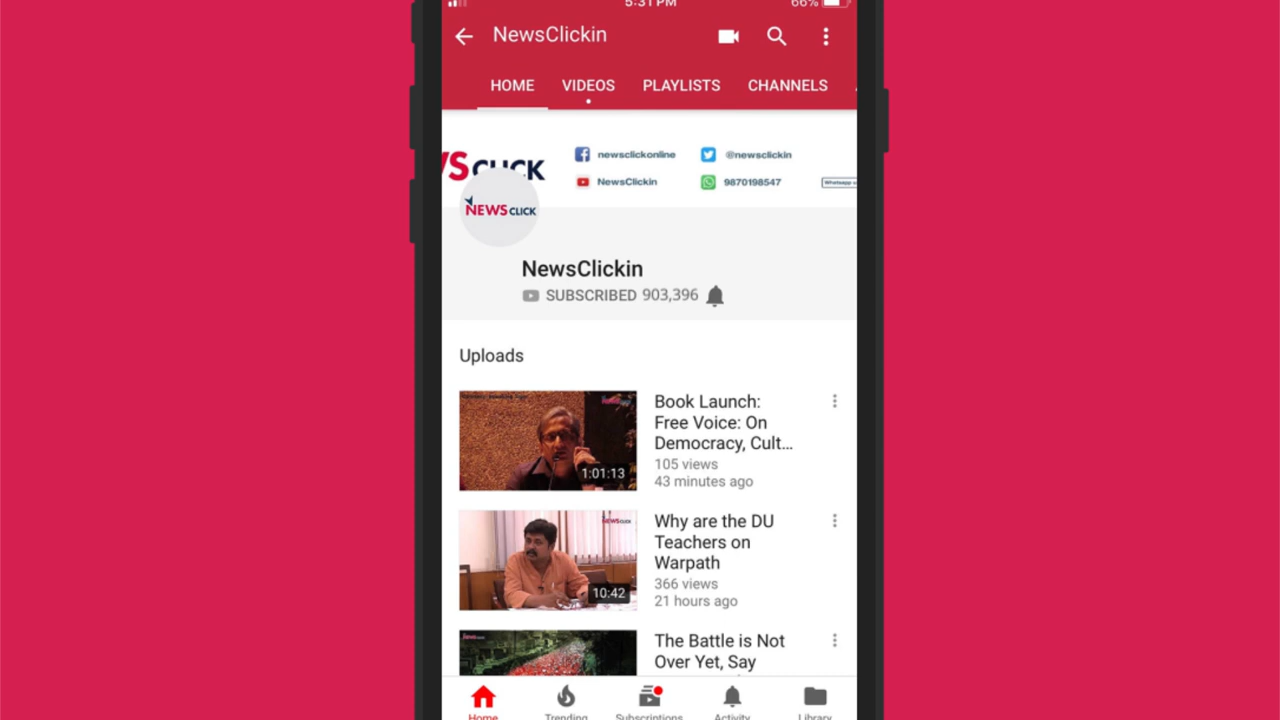 5:31 PM
66%
NewsClickin
HOME VIDEOS PLAYLISTS CHANNELS
WS CLICK
newsclickonline
@newsclickin
NewsClickin
9870198547
Whatsapp
NEWS CLICK
NewsClickin
SUBSCRIBED 903,396
Uploads
Book Launch:
Free Voice: On
Democracy, Cult...
105 views
43 minutes ago
1:01:13
Why are the DU
Teachers on
Warpath
366 views
21 hours ago
NEWS CLICK
10:42
The Battle is Not
Over Yet, Say
Home Trending Subscriptions Activity Library